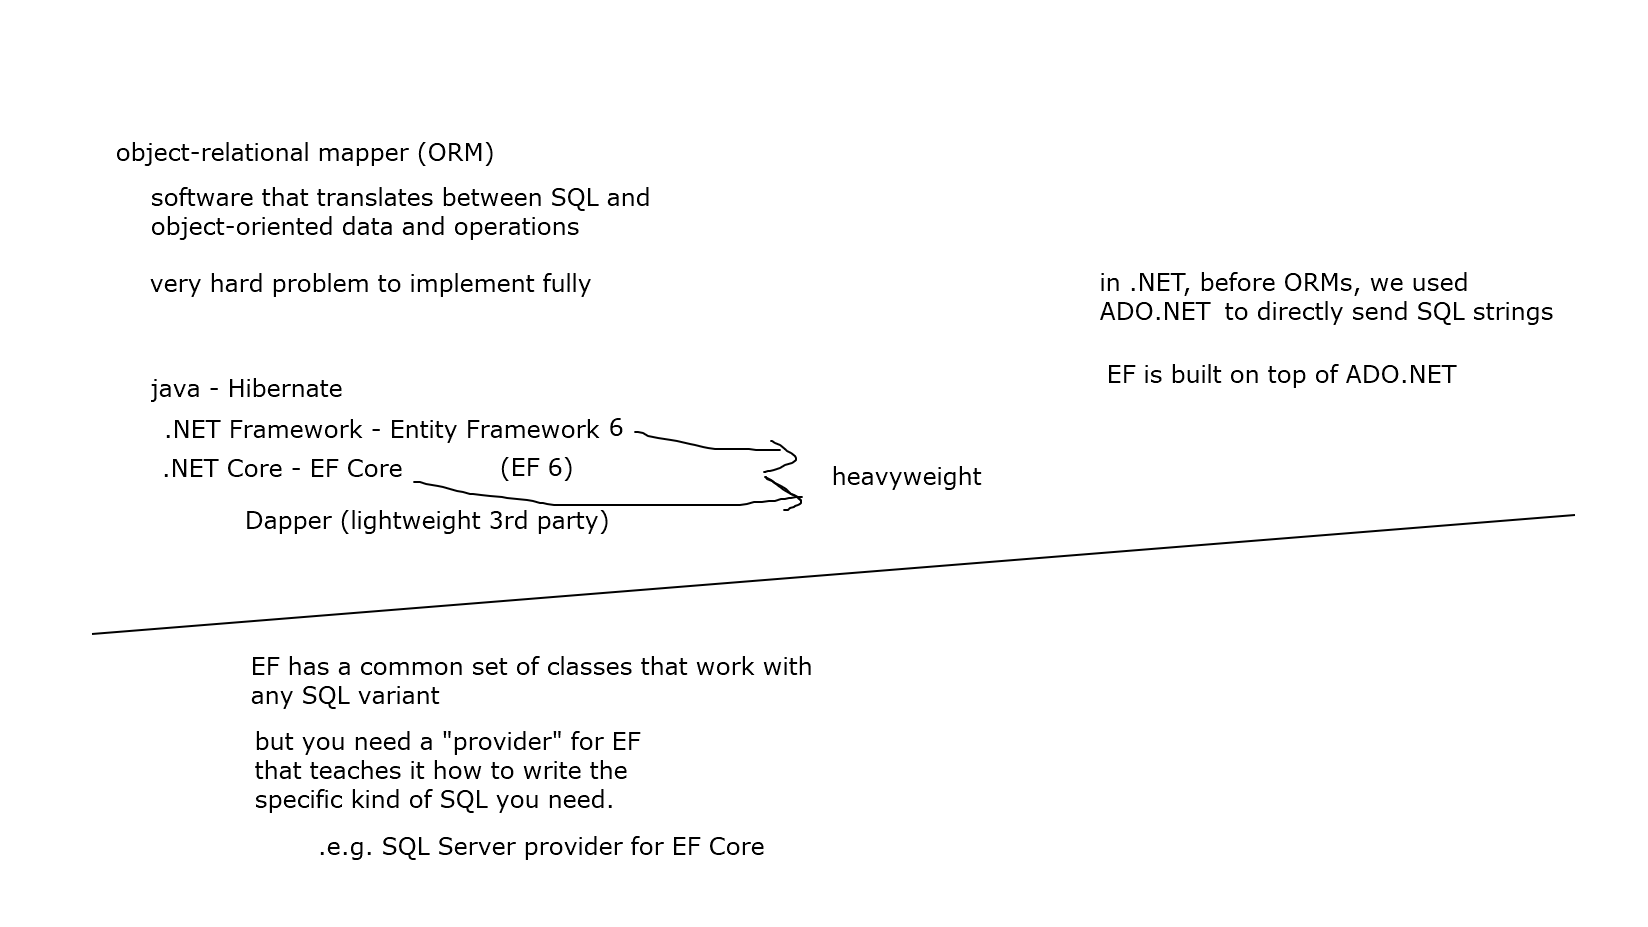 object-relational mapper (ORM)
software that translates between SQL and
object-oriented data and operations
very hard problem to implement fully
in .NET, before ORMs, we used
ADO.NET  to directly send SQL strings
EF is built on top of ADO.NET
java - Hibernate
.NET Framework - Entity Framework 6
.NET Core - EF Core
(EF 6)
heavyweight
Dapper (lightweight 3rd party)
EF has a common set of classes that work with
any SQL variant
but you need a "provider" for EF
that teaches it how to write the
specific kind of SQL you need.
.e.g. SQL Server provider for EF Core